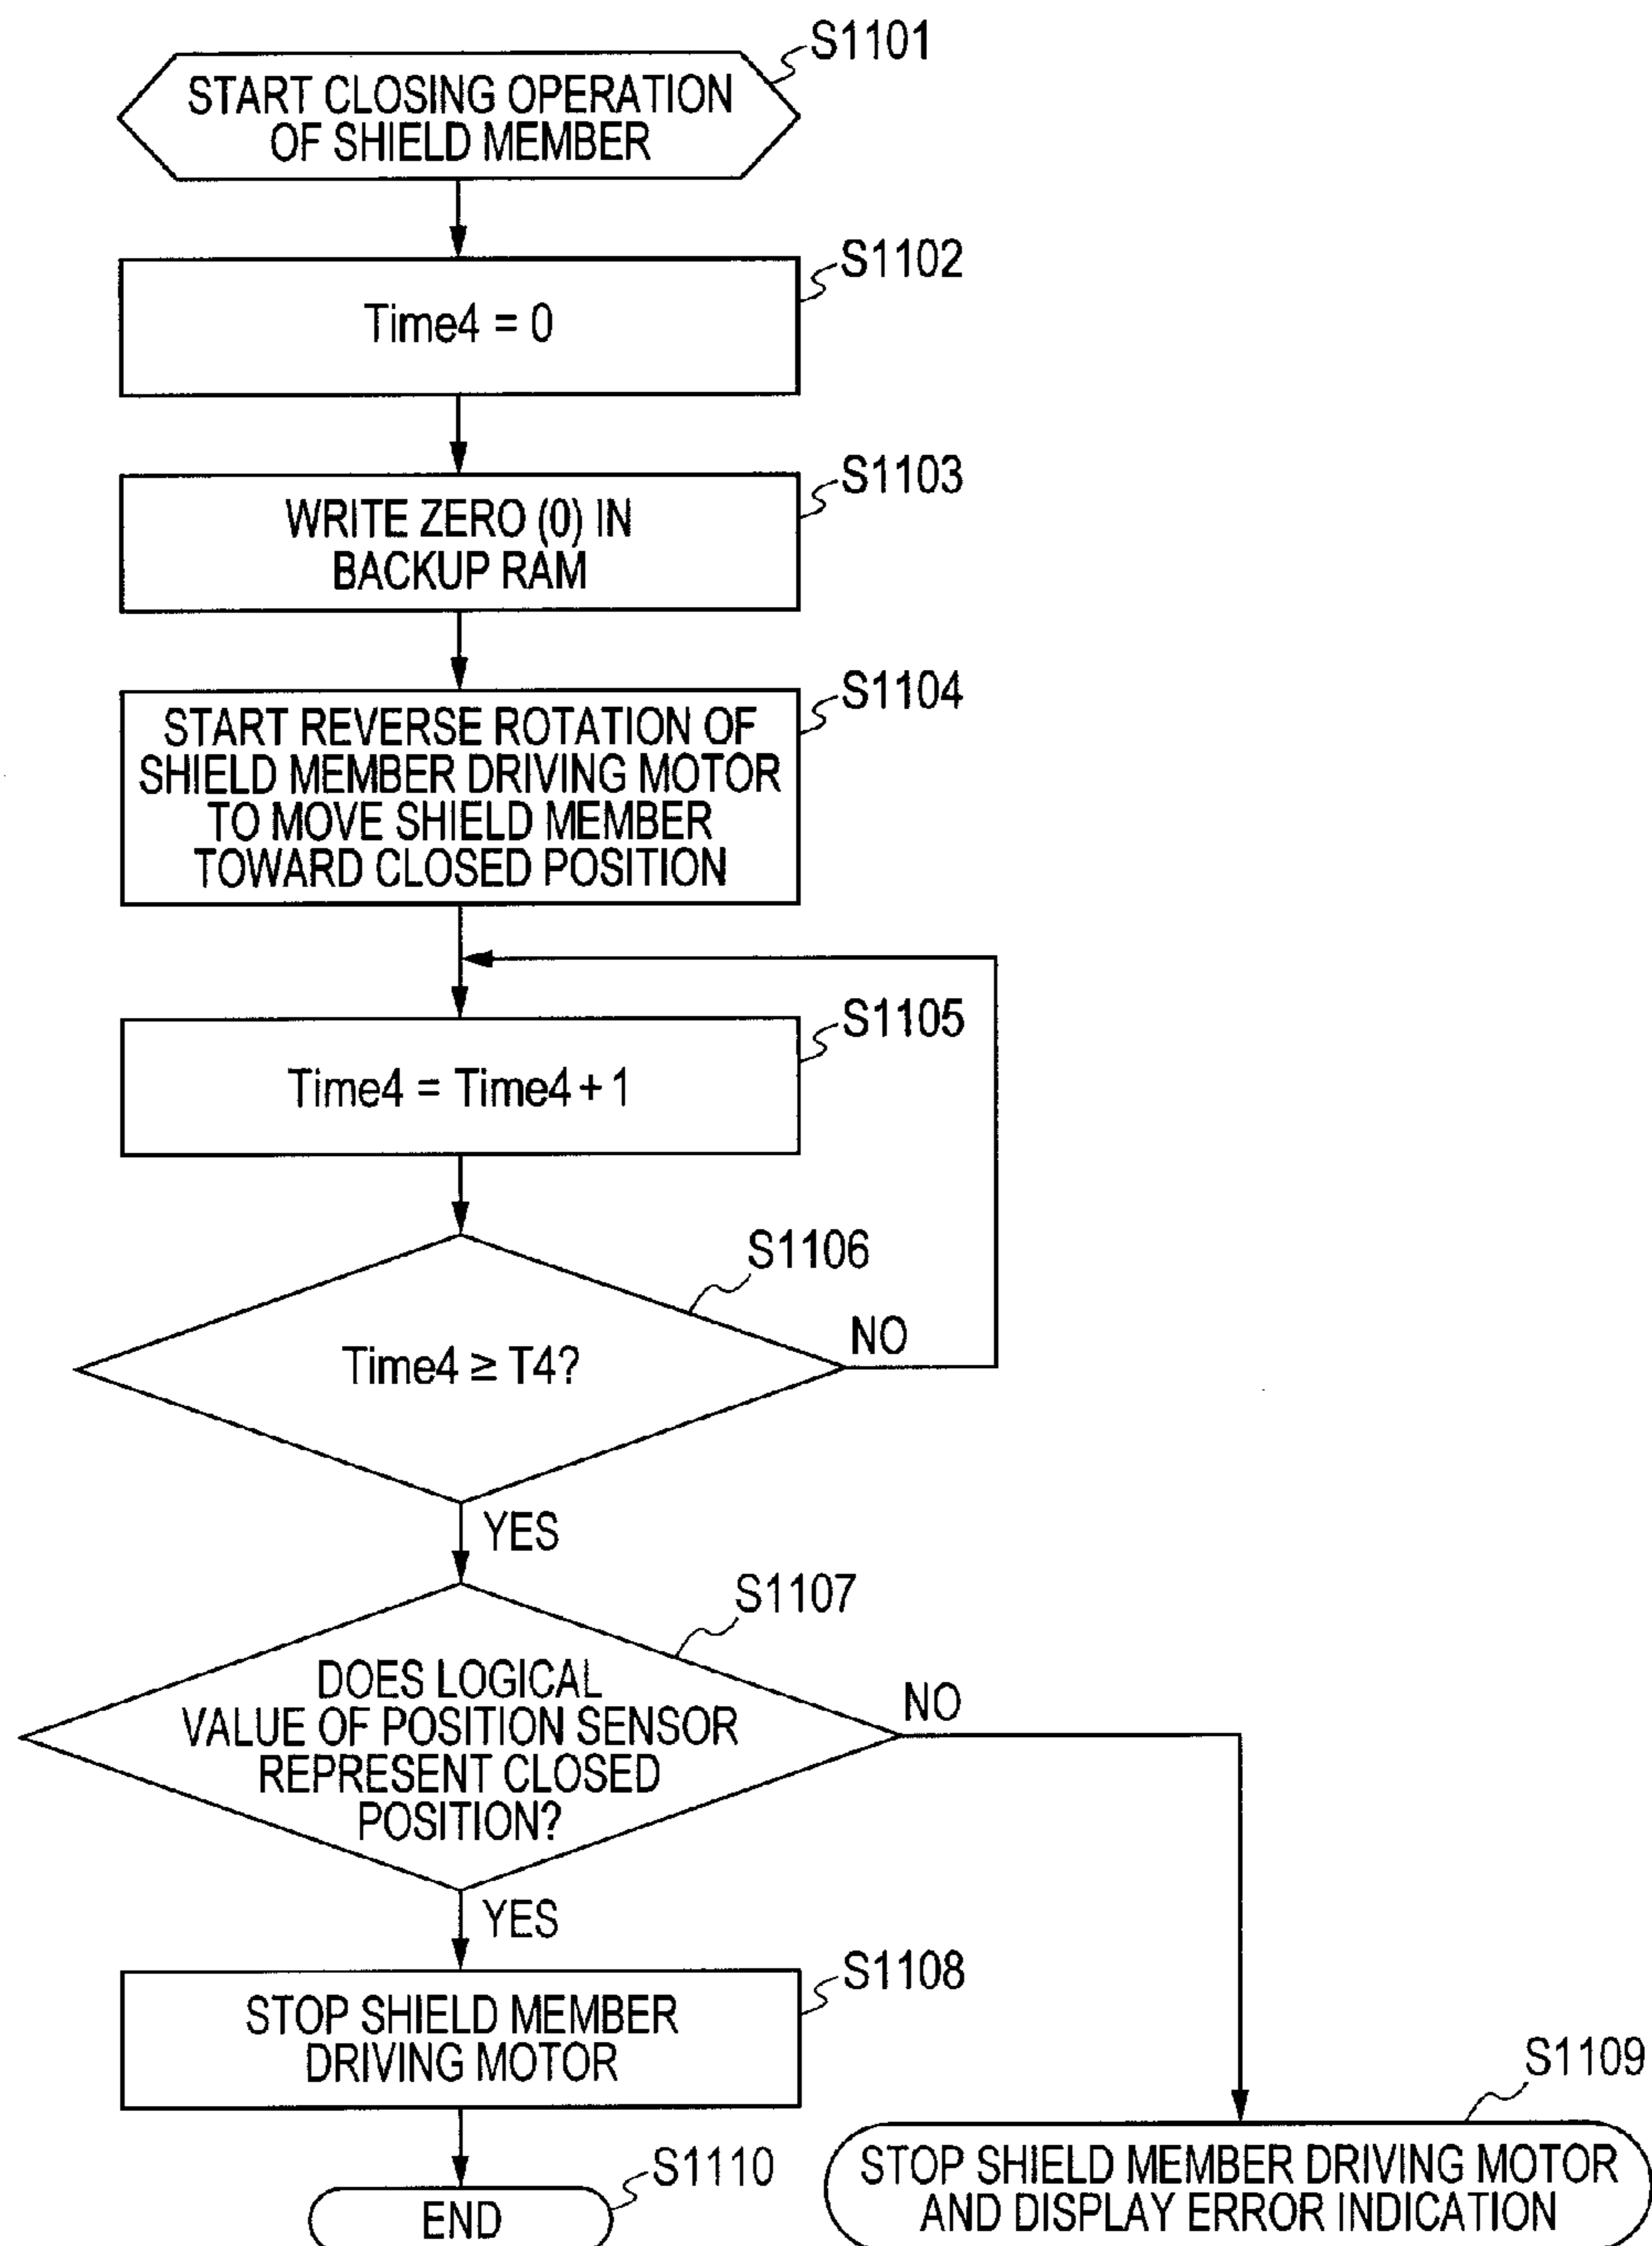 S1101
START CLOSING OPERATION
OF SHIELD MEMBER
S1102
Time4 = 0
S1103
WRITE ZERO (0) IN
BACKUP RAM
S1104
START REVERSE ROTATION OF
SHIELD MEMBER DRIVING MOTOR
TO MOVE SHIELD MEMBER
TOWARD CLOSED POSITION
S1105
Time4 = Time4 + 1
S1106
Time4 ≥ T4?
NO
YES
S1107
DOES LOGICAL
VALUE OF POSITION SENSOR
REPRESENT CLOSED
POSITION?
NO
YES
S1108
STOP SHIELD MEMBER
DRIVING MOTOR
S1109
STOP SHIELD MEMBER DRIVING MOTOR
AND DISPLAY ERROR INDICATION
S1110
END